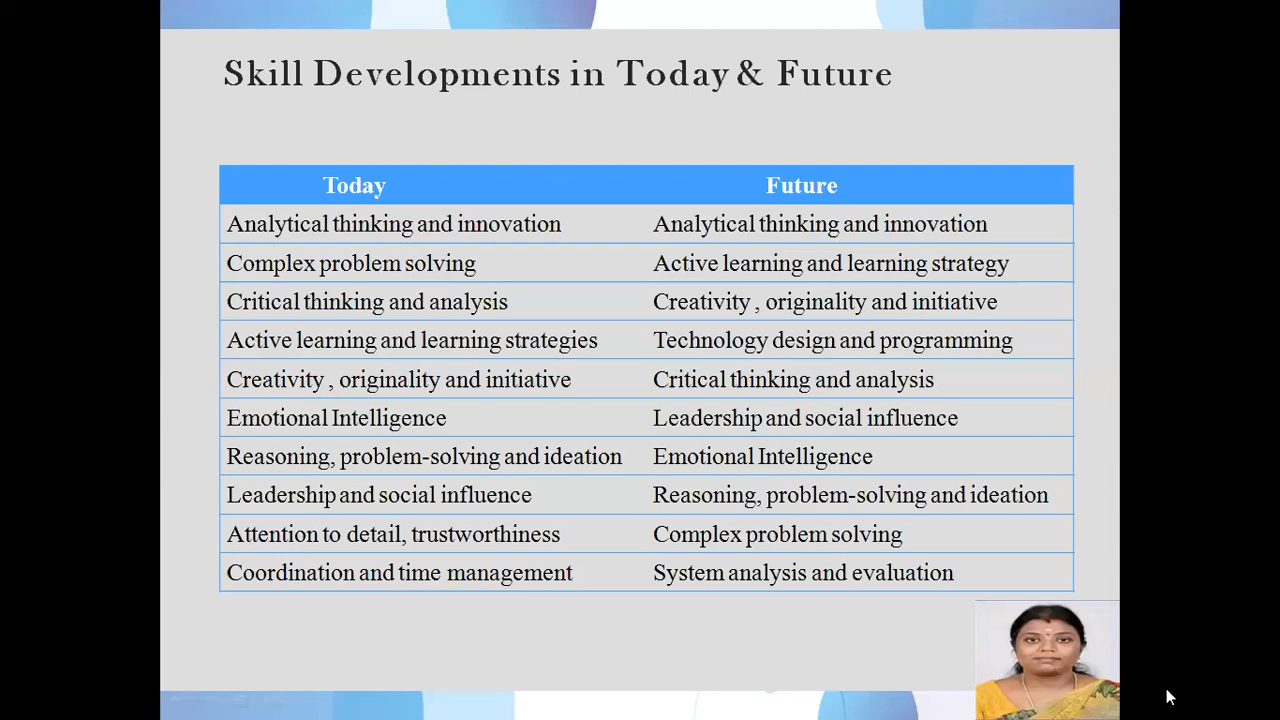 Skill Developments in Today & Future
Today Future
Analytical thinking and innovation Analytical thinking and innovation
Complex problem solving Active learning and learning strategy
Critical thinking and analysis Creativity , originality and initiative
Active learning and learning strategies Technology design and programming
Creativity , originality and initiative Critical thinking and analysis
Emotional Intelligence Leadership and social influence
Reasoning, problem-solving and ideation Emotional Intelligence
Leadership and social influence Reasoning, problem-solving and ideation
Attention to detail, trustworthiness Complex problem solving
Coordination and time management System analysis and evaluation